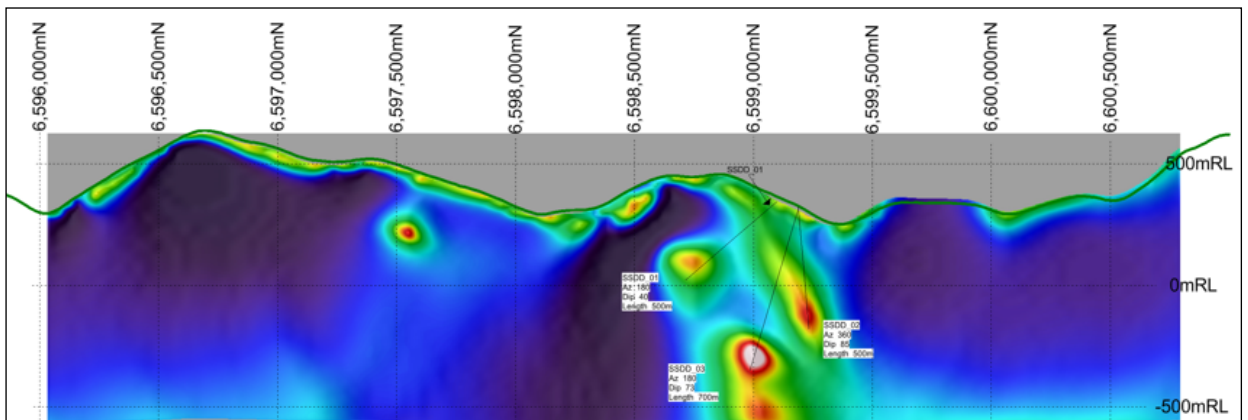 6,596,000mN
6,596,500mN
6,597,000mN
6,597,500mN
6,598,000mN
6,598,500mN
6,599,000mN
6,599,500mN
6,600,000mN
6,600,500mN
500mRL
SSDD_01
SSDD_01
Az 180
Dip 40
Length 500m
0mRL
SSDD_02
Az 360
Dip 85
Length 500m
SSDD_03
Az 180
Dip 73
Length 700m
-500mRL